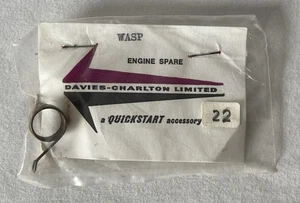 WASP
ENGINE SPARE
DAVIES-CHARLTON LIMITED
a QUICKSTART accessory 22